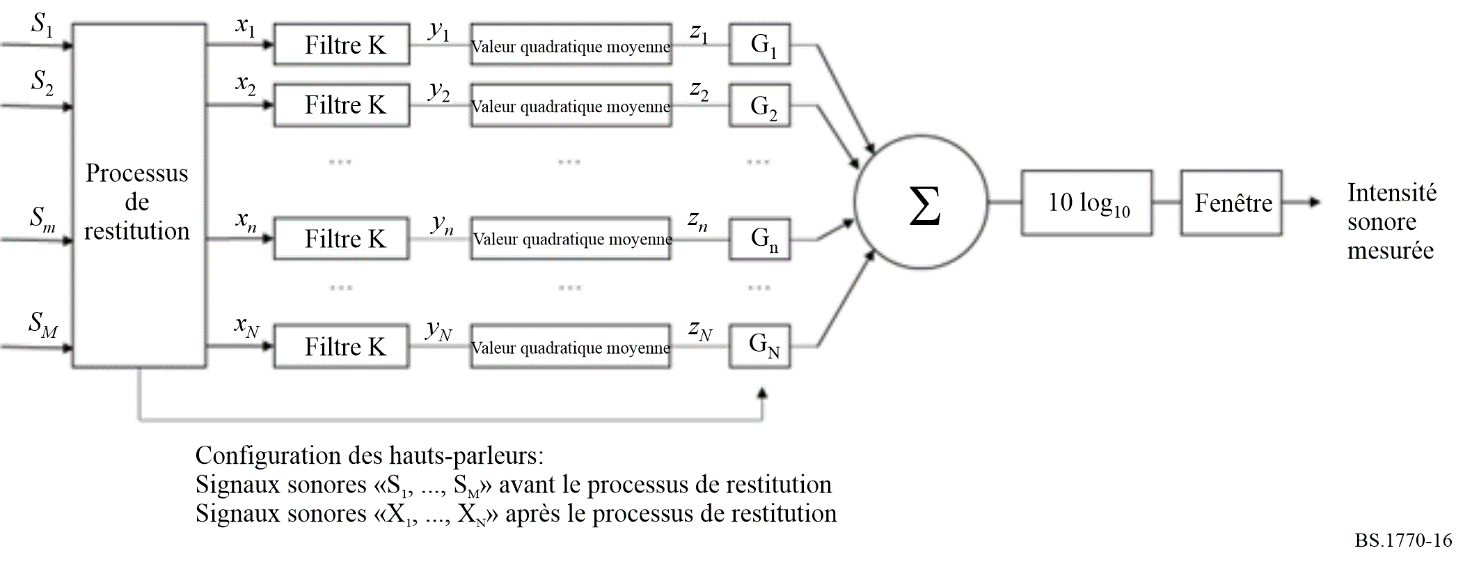 S1 x1 Filtre K y1 Valeur quadratique moyenne z1 G1
S2 x2 Filtre K y2 Valeur quadratique moyenne z2 G2
... ... ...
Processus
de
restitution
Sm xn Filtre K yn Valeur quadratique moyenne zn Gn
... ... ...
SM xN Filtre K yN Valeur quadratique moyenne zN GN
Σ
10 log10
Fenêtre
Intensité
sonore
mesurée
Configuration des hauts-parleurs:
Signaux sonores «S1, ..., SM» avant le processus de restitution
Signaux sonores «X1, ..., XN» après le processus de restitution
BS.1770-16